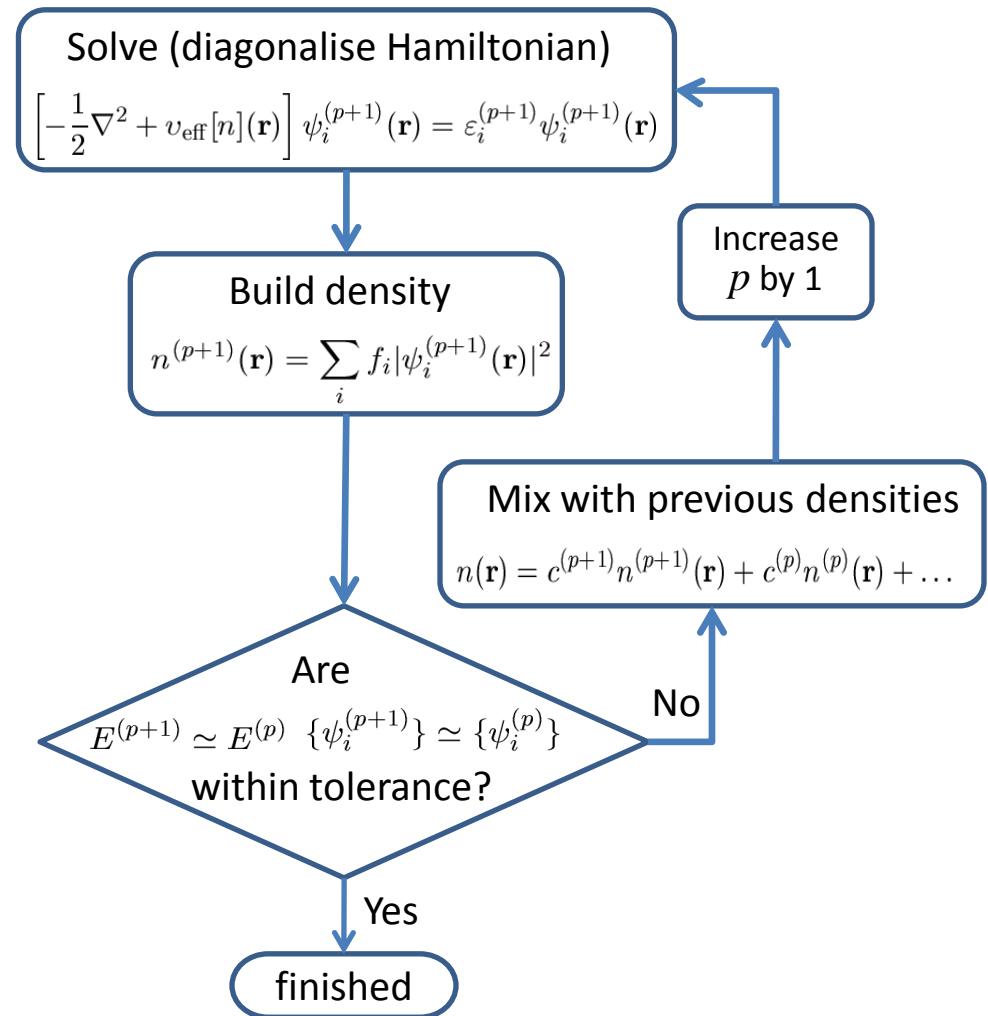 Solve (diagonalise Hamiltonian)
[−1/2 ∇² + υ_eff[n](r)] ψ_i^(p+1)(r) = ε_i^(p+1) ψ_i^(p+1)(r)
Build density
n^(p+1)(r) = ∑_i f_i|ψ_i^(p+1)(r)|²
Increase
p by 1
Mix with previous densities
n(r) = c^(p+1) n^(p+1)(r) + c^(p) n^(p)(r) + …
Are
E^(p+1) ≃ E^(p) {ψ_i^(p+1)} ≃ {ψ_i^(p)}
within tolerance?
No
Yes
finished